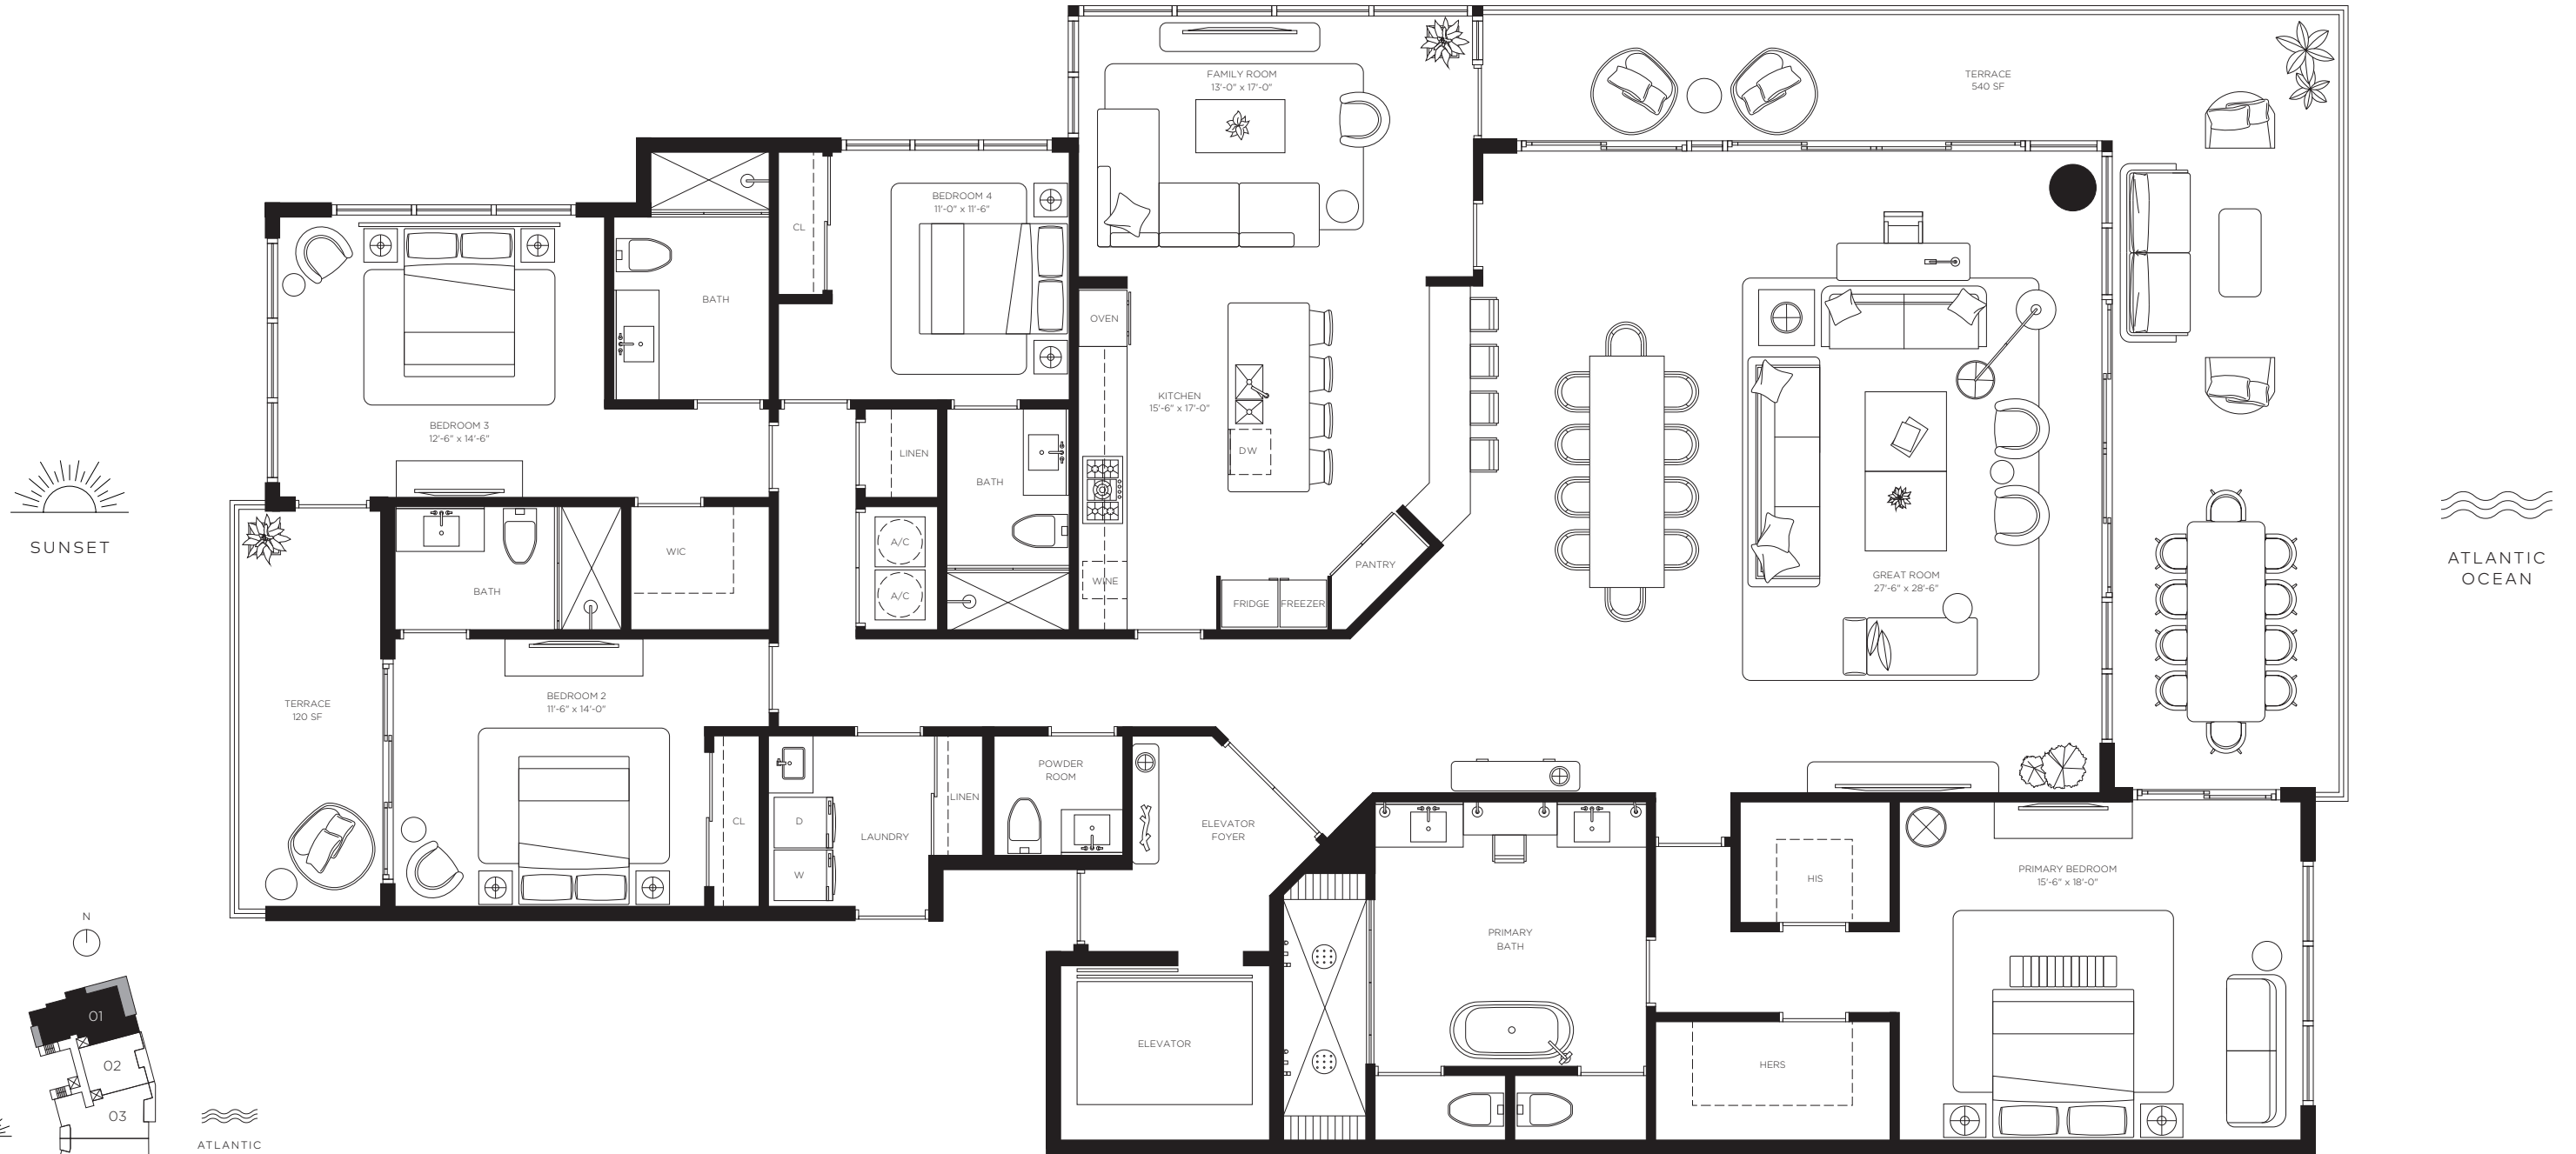 FAMILY ROOM
13'-0" x 17'-0"
TERRACE
540 SF
BEDROOM 4
11'-0" x 11'-6"
CL
BATH
OVEN
KITCHEN
15'-6" x 17'-0"
BEDROOM 3
12'-6" x 14'-6"
LINEN
DW
BATH
SUNSET
WIC
A/C
A/C
BATH
WINE
PANTRY
FRIDGE
FREEZER
GREAT ROOM
27'-6" x 28'-6"
ATLANTIC
OCEAN
TERRACE
120 SF
BEDROOM 2
11'-6" x 14'-0"
POWDER
ROOM
LINEN
CL
D
LAUNDRY
W
ELEVATOR
FOYER
PRIMARY BEDROOM
15'-6" x 18'-0"
HIS
PRIMARY
BATH
ELEVATOR
HERS
N
01
02
03
ATLANTIC